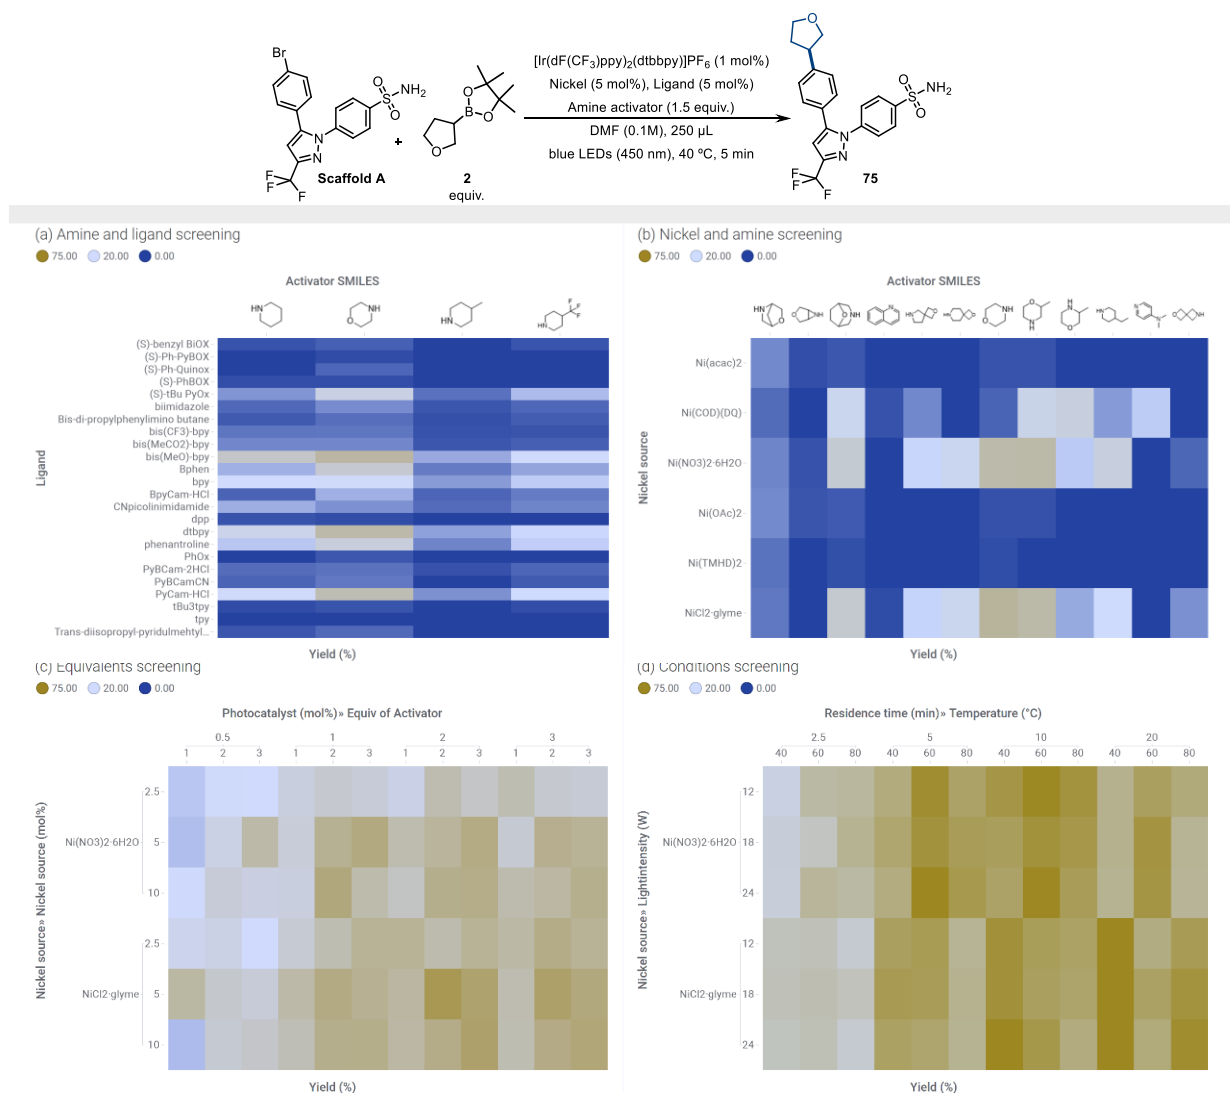 Br
O
O
S
NH2
N
N
F
F
F
Scaffold A
+
O
O
B
O
2
equiv.
[Ir(dF(CF3)ppy)2(dtbbpy)]PF6 (1 mol%)
Nickel (5 mol%), Ligand (5 mol%)
Amine activator (1.5 equiv.)
DMF (0.1M), 250 µL
blue LEDs (450 nm), 40 ºC, 5 min
O
O
S
NH2
O
N
N
F
F
F
75
(a) Amine and ligand screening
75.00 20.00 0.00
Activator SMILES
HN
NH
O
HN
HN
F
F
F
Ligand
(S)-benzyl BiOX
(S)-Ph-PyBOX
(S)-Ph-Quinox
(S)-PhBOX
(S)-tBu PyOx
biimidazole
Bis-di-propylphenylimino butane
bis(CF3)-bpy
bis(MeCO2)-bpy
bis(MeO)-bpy
Bphen
bpy
BpyCam-HCl
CNpicolinimidamide
dpp
dtbpy
phenantroline
PhOx
PyBCam-2HCl
PyBCamCN
PyCam-HCl
tBu3tpy
tpy
Trans-diisopropyl-pyridulmehtyl...
Yield (%)
(b) Nickel and amine screening
75.00 20.00 0.00
Activator SMILES
Nickel source
Ni(acac)2
Ni(COD)(DQ)
Ni(NO3)2·6H2O
Ni(OAc)2
Ni(TMHD)2
NiCl2·glyme
Yield (%)
(c) Equivalents screening
75.00 20.00 0.00
Photocatalyst (mol%)» Equiv of Activator
0.5 1 2 3
1 2 3 1 2 3 1 2 3 1 2 3
Nickel source» Nickel source (mol%)
2.5
Ni(NO3)2·6H2O 5
10
2.5
NiCl2·glyme 5
10
Yield (%)
(d) Conditions screening
75.00 20.00 0.00
Residence time (min)» Temperature (°C)
2.5 5 10 20
40 60 80 40 60 80 40 60 80 40 60 80
Nickel source» Lightintensity (W)
12
Ni(NO3)2·6H2O 18
24
12
NiCl2·glyme 18
24
Yield (%)